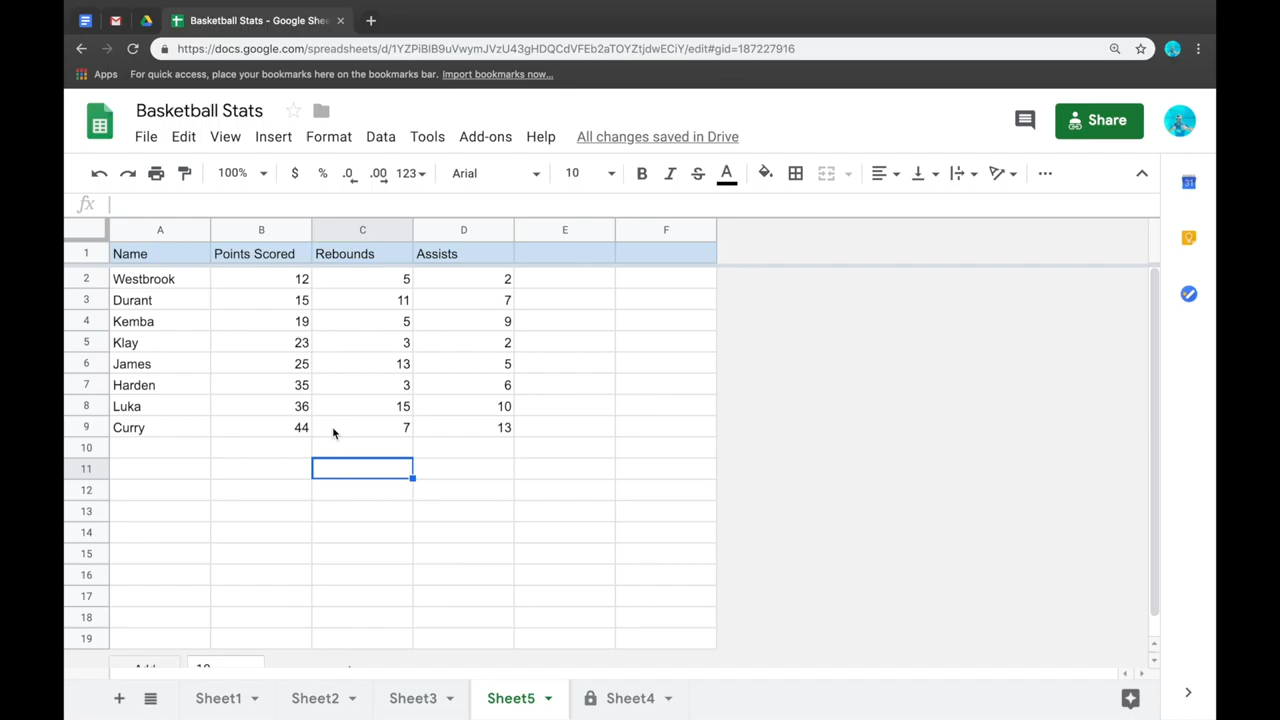 Basketball Stats - Google Shee
https://docs.google.com/spreadsheets/d/1YZPiBlB9uVwymJVzU43gHDQCdVFEb2aTOYZtjdwECiY/edit#gid=187227916
Apps For quick access, place your bookmarks here on the bookmarks bar. Import bookmarks now...
Basketball Stats
File Edit View Insert Format Data Tools Add-ons Help All changes saved in Drive
Share
100% $ % .0 .00 123 Arial 10 B I S A
fx
A B C D E F
1 Name Points Scored Rebounds Assists
2 Westbrook 12 5 2
3 Durant 15 11 7
4 Kemba 19 5 9
5 Klay 23 3 2
6 James 25 13 5
7 Harden 35 3 6
8 Luka 36 15 10
9 Curry 44 7 13
10
11
12
13
14
15
16
17
18
19
Sheet1 Sheet2 Sheet3 Sheet5 Sheet4
31